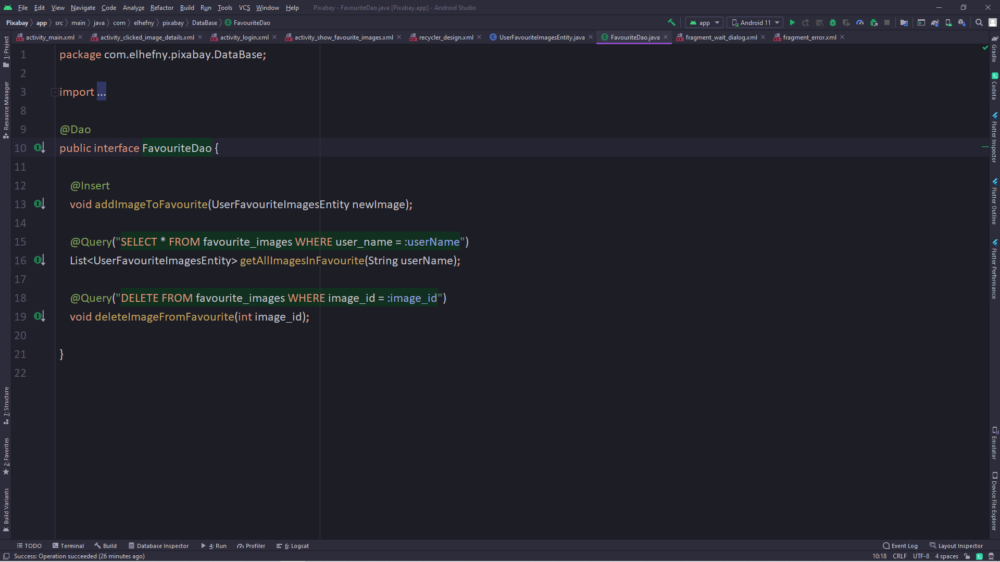 File Edit View Navigate Code Analyze Refactor Build Run Tools VCS Window Help Pixabay - FavouriteDao.java [Pixabay.app] - Android Studio
Pixabay app src main java com elhefny pixabay DataBase FavouriteDao app Android 11
activity_main.xml activity_clicked_image_details.xml activity_login.xml activity_show_favourite_images.xml recycler_design.xml UserFavouriteImagesEntity.java FavouriteDao.java fragment_wait_dialog.xml fragment_error.xml
1: Project
Resource Manager
7: Structure
2: Favorites
Build Variants
1 package com.elhefny.pixabay.DataBase;
2
3 import ...
8
9 @Dao
10 public interface FavouriteDao {
11
12 @Insert
13 void addImageToFavourite(UserFavouriteImagesEntity newImage);
14
15 @Query("SELECT * FROM favourite_images WHERE user_name = :userName")
16 List<UserFavouriteImagesEntity> getAllImagesInFavourite(String userName);
17
18 @Query("DELETE FROM favourite_images WHERE image_id = :image_id")
19 void deleteImageFromFavourite(int image_id);
20
21 }
22
Gradle
Codota
Flutter Inspector
Flutter Outline
Flutter Performance
Emulator
Device File Explorer
TODO Terminal Build Database Inspector 4: Run Profiler 6: Logcat Event Log Layout Inspector
Success: Operation succeeded (26 minutes ago) 10:18 CRLF UTF-8 4 spaces